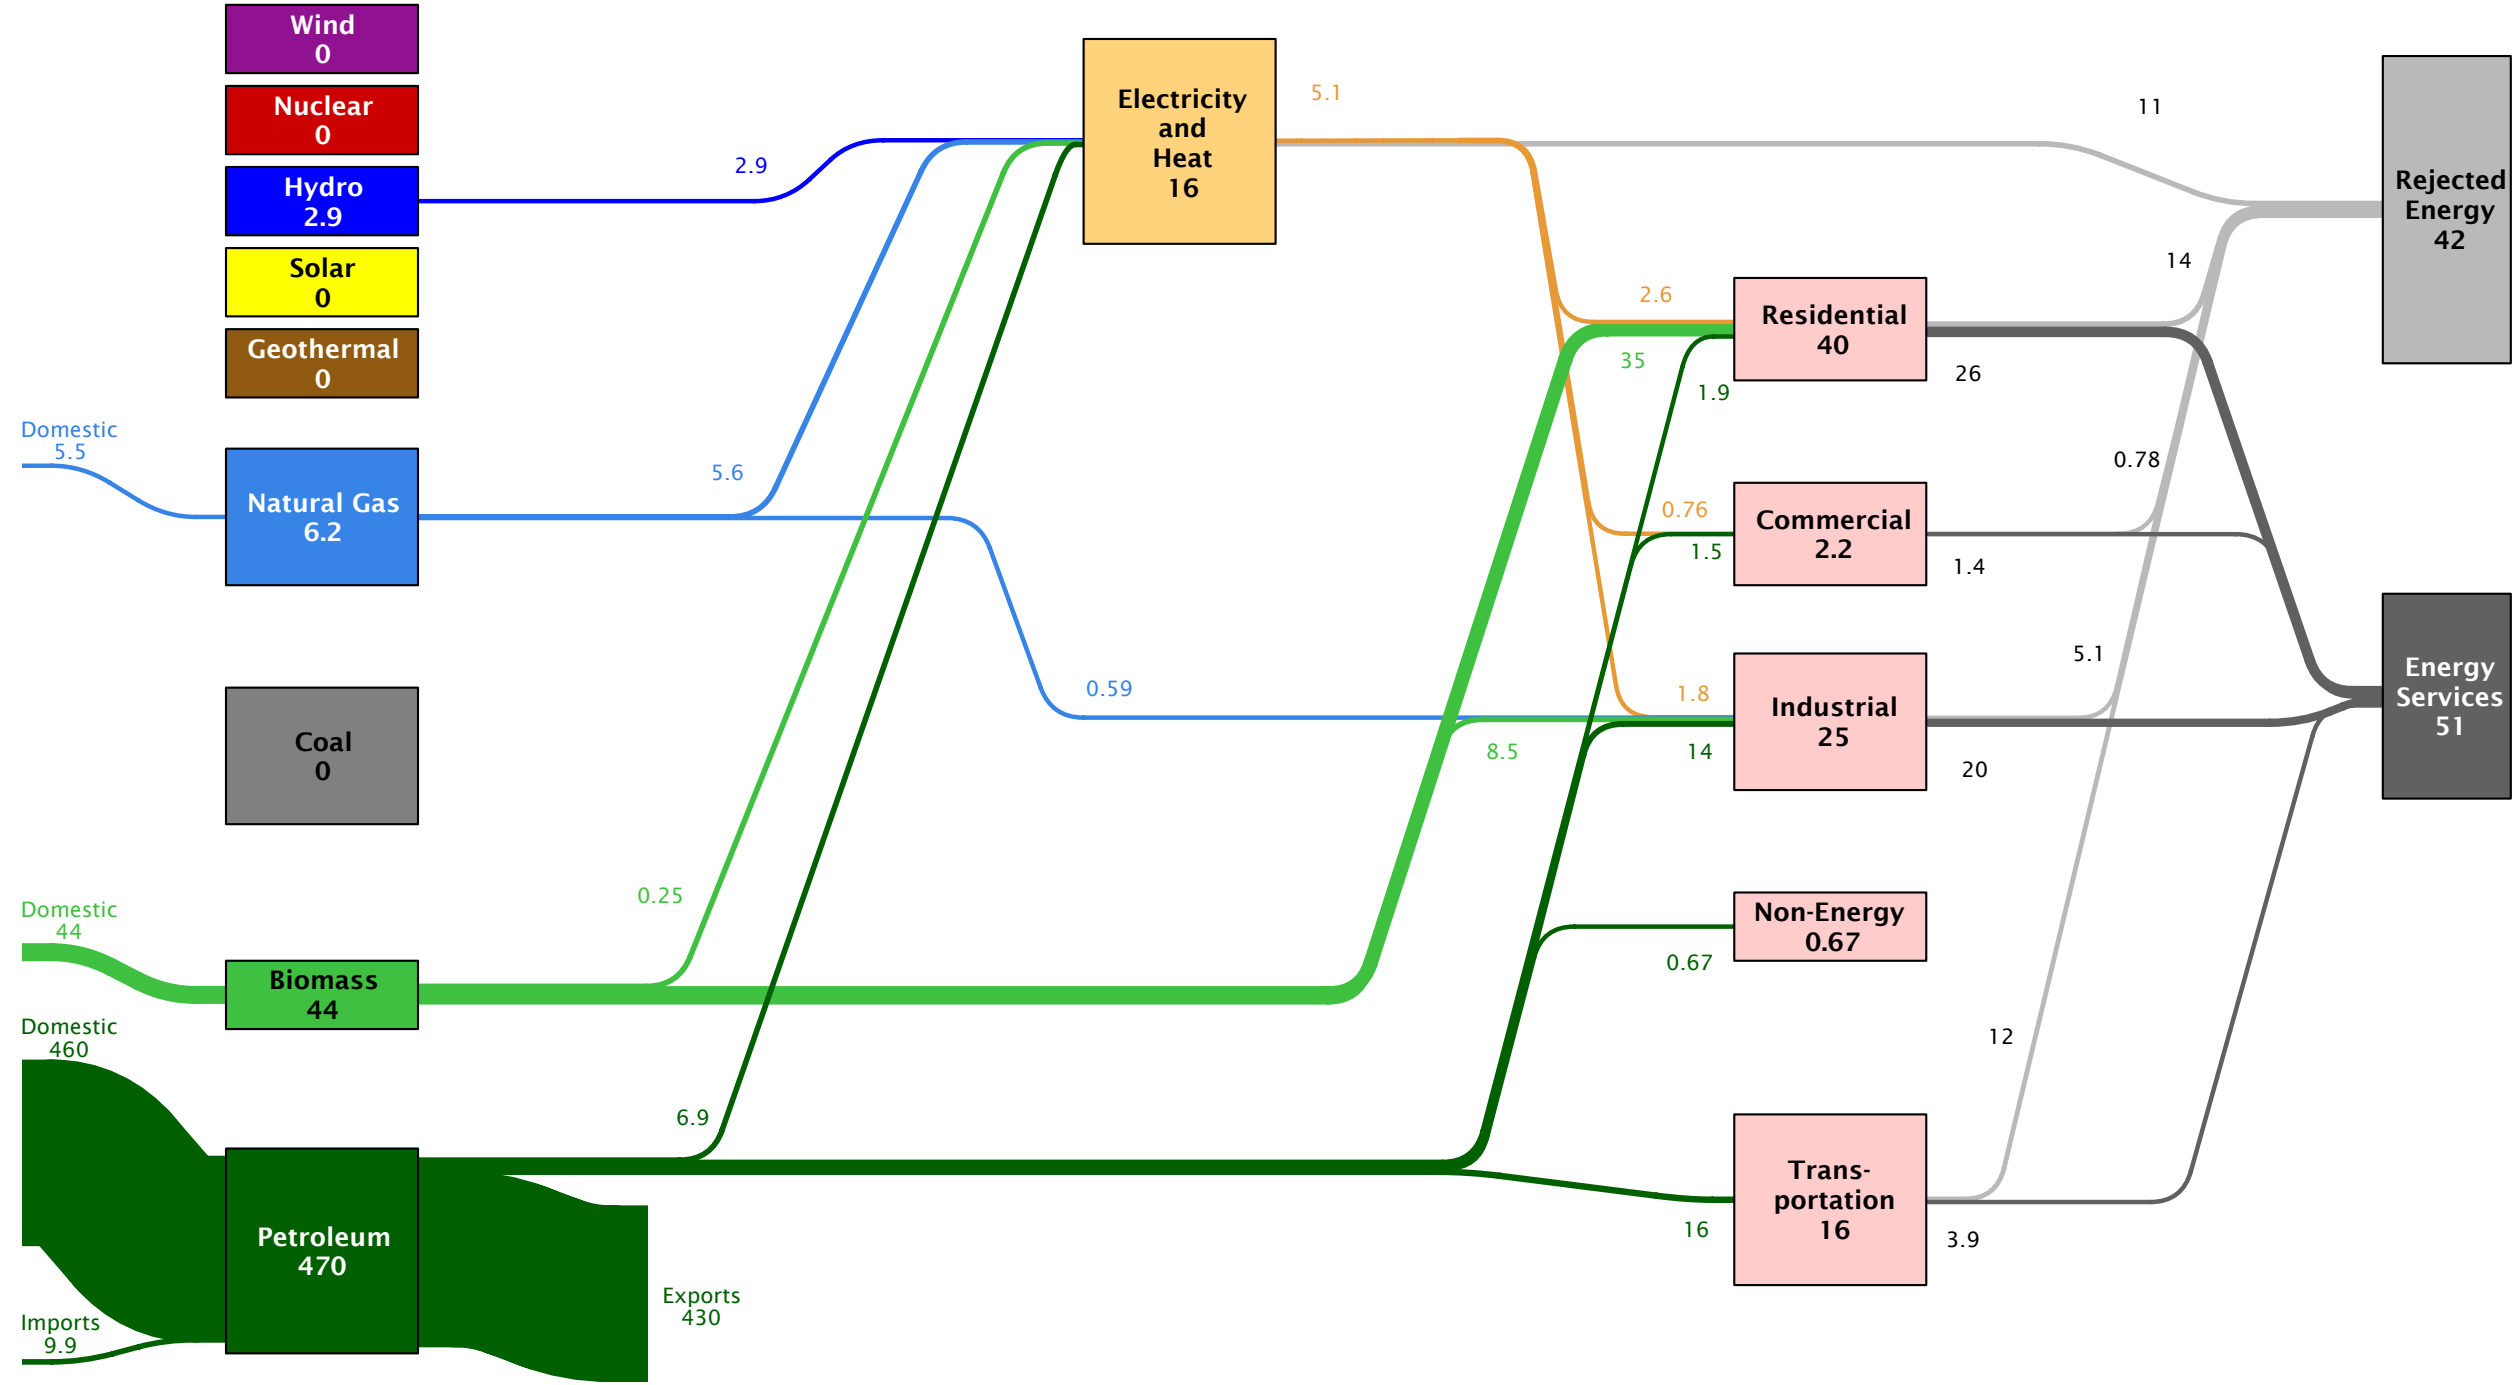 Wind
0
Nuclear
0
Hydro
2.9
Solar
0
Geothermal
0
Domestic
5.5
Natural Gas
6.2
Coal
0
Domestic
44
Biomass
44
Domestic
460
Petroleum
470
Imports
9.9
Exports
430
2.9
5.6
0.59
0.25
6.9
Electricity
and
Heat
16
5.1
2.6
35
1.9
0.76
1.5
1.8
8.5
14
0.67
16
Residential
40
Commercial
2.2
Industrial
25
Non-Energy
0.67
Trans-
portation
16
11
14
26
0.78
1.4
5.1
20
12
3.9
Rejected
Energy
42
Energy
Services
51